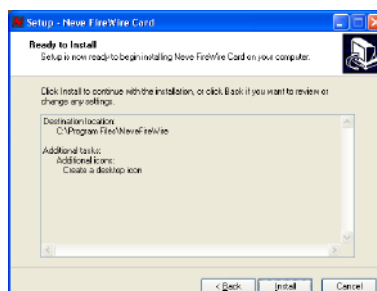 Setup - Neve FireWire Card
Ready to Install
Setup is now ready to begin installing Neve FireWire Card on your computer.
Click Install to continue with the installation, or click Back if you want to review or
change any settings.
Destination location:
C:\Program Files\NeveFireWire
Additional tasks:
Additional icons:
Create a desktop icon
< Back
Install
Cancel